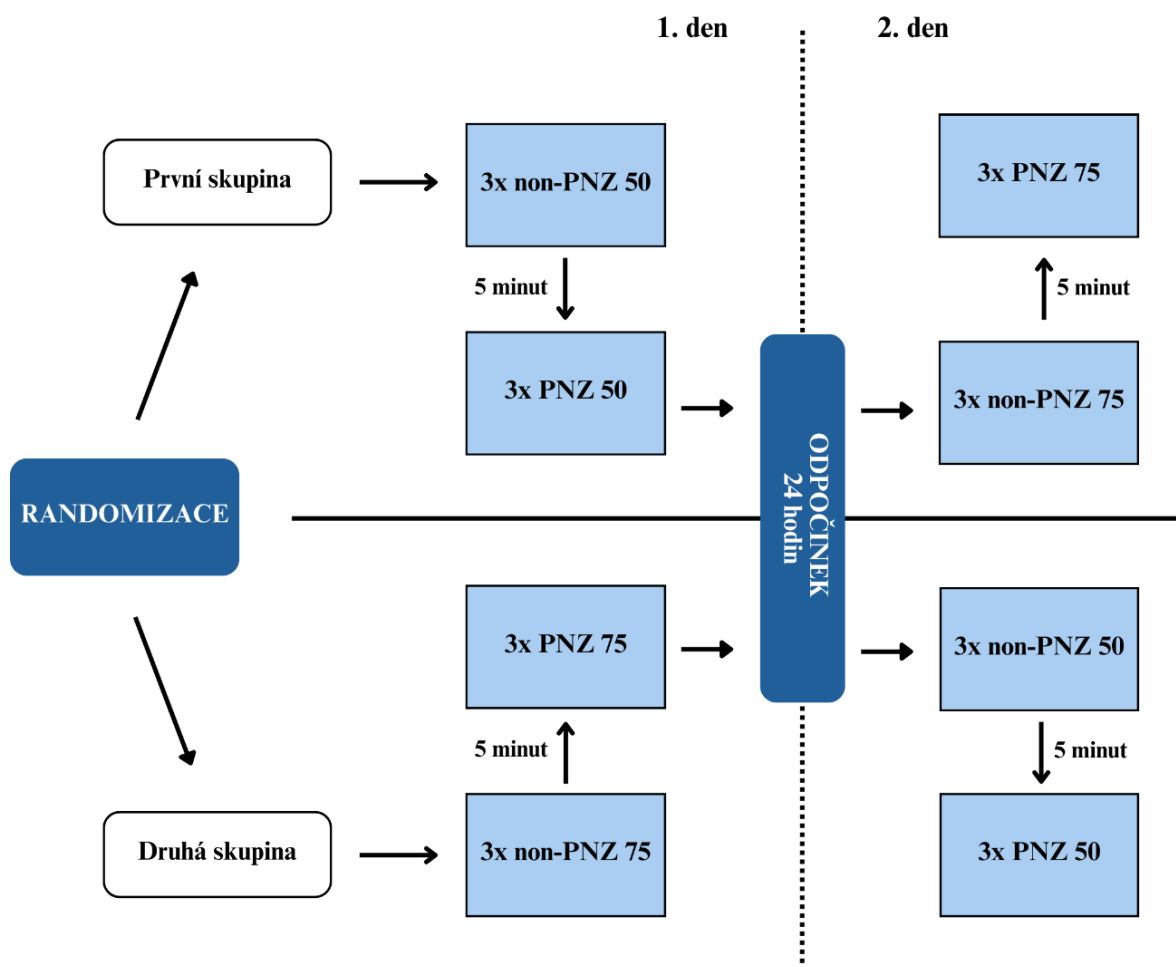 1. den
2. den
První skupina
3x non-PNZ 50
3x PNZ 75
5 minut
5 minut
3x PNZ 50
3x non-PNZ 75
RANDOMIZACE
ODPOČINEK
24 hodin
3x PNZ 75
3x non-PNZ 50
5 minut
5 minut
Druhá skupina
3x non-PNZ 75
3x PNZ 50